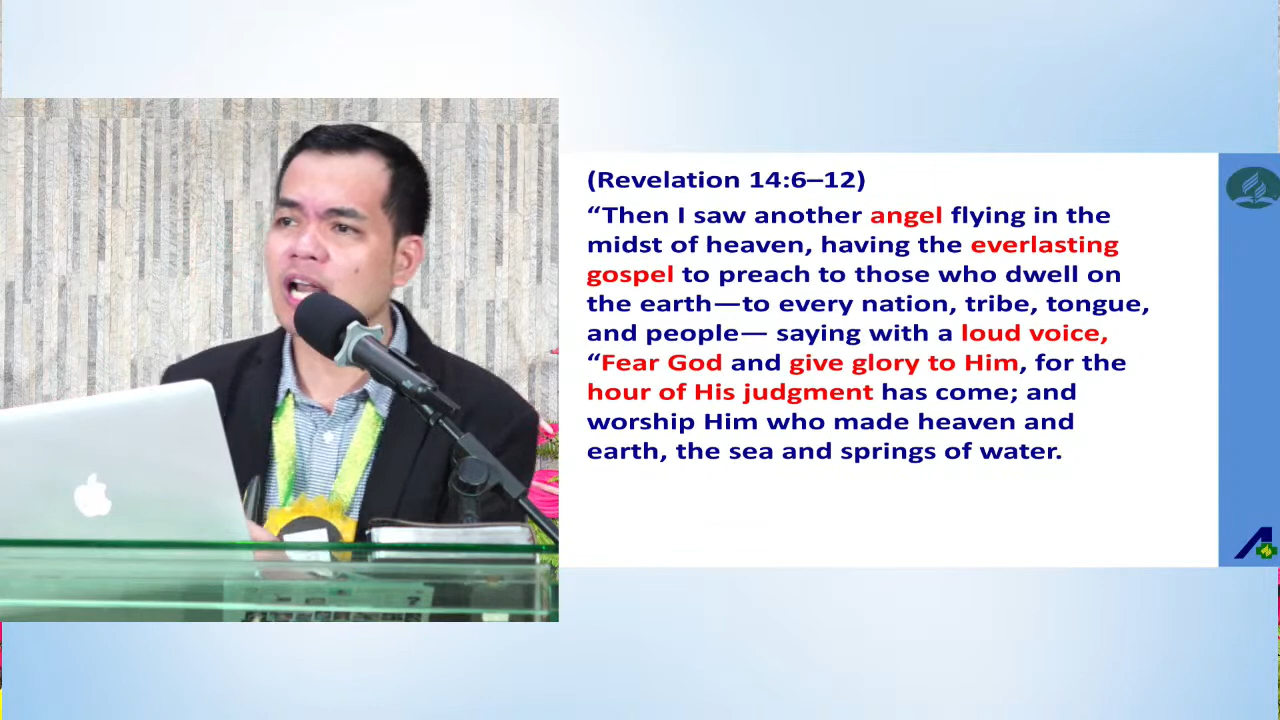 (Revelation 14:6–12)
“Then I saw another angel flying in the
midst of heaven, having the everlasting
gospel to preach to those who dwell on
the earth—to every nation, tribe, tongue,
and people— saying with a loud voice,
“Fear God and give glory to Him, for the
hour of His judgment has come; and
worship Him who made heaven and
earth, the sea and springs of water.